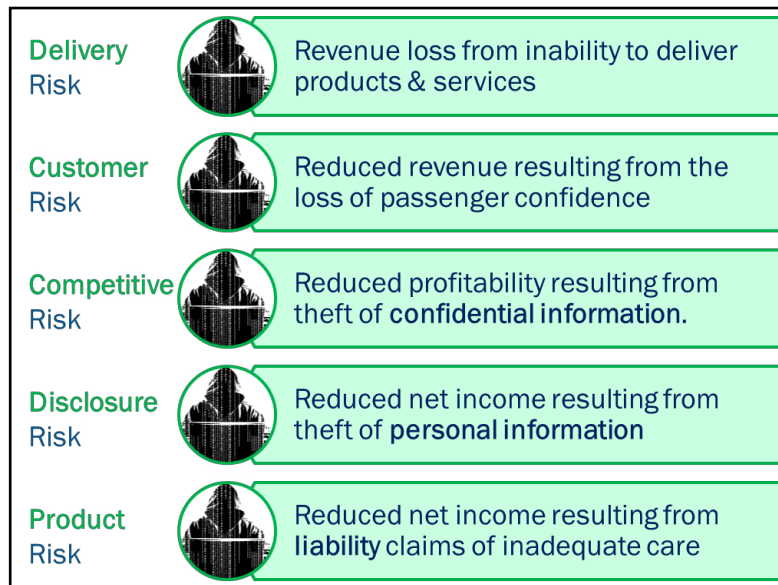 Delivery
Risk
Revenue loss from inability to deliver
products & services
Customer
Risk
Reduced revenue resulting from the
loss of passenger confidence
Competitive
Risk
Reduced profitability resulting from
theft of confidential information.
Disclosure
Risk
Reduced net income resulting from
theft of personal information
Product
Risk
Reduced net income resulting from
liability claims of inadequate care